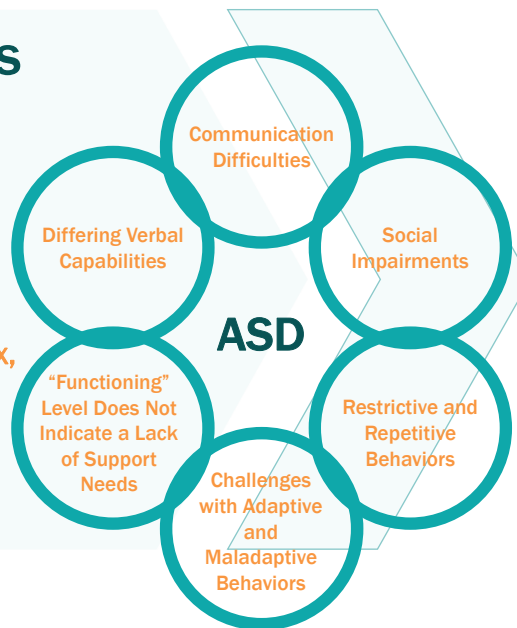 S
Communication
Difficulties
Differing Verbal
Capabilities
Social
Impairments
ASD
x,
“Functioning”
Level Does Not
Indicate a Lack
of Support
Needs
Restrictive and
Repetitive
Behaviors
Challenges
with Adaptive
and
Maladaptive
Behaviors